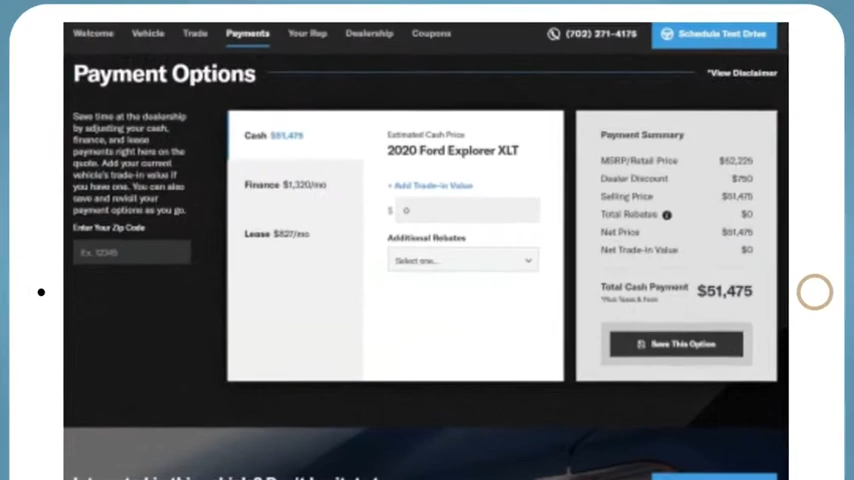 Welcome Vehicle Trade Payments Your Rep Dealership Coupons (702) 271-4175 Schedule Test Drive
Payment Options
*View Disclaimer
Save time at the dealership
by adjusting your cash,
finance, and lease
payments right here on the
quote. Add your current
vehicle's trade-in value if
you have one. You can also
save and revisit your
payment options as you go.
Enter Your Zip Code
Ex. 12345
Cash $51,475
Finance $1,320/mo
Lease $827/mo
Estimated Cash Price
2020 Ford Explorer XLT
+ Add Trade-in Value
$ 0
Additional Rebates
Select one...
Payment Summary
MSRP/Retail Price $52,225
Dealer Discount $750
Selling Price $51,475
Total Rebates $0
Net Price $51,475
Net Trade-in Value $0
Total Cash Payment $51,475
*Plus Taxes & Fees
Save This Option